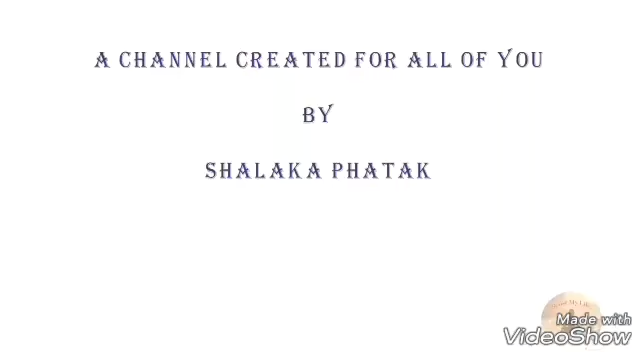 A CHANNEL CREATED FOR ALL OF YOU
BY
SHALAKA PHATAK
Made with
VideoShow